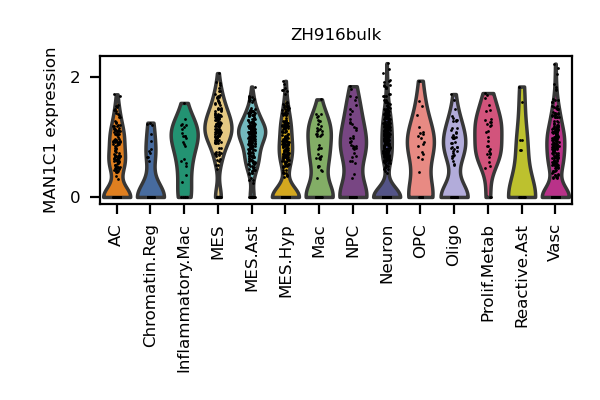 ZH916bulk
MAN1C1 expression
2
0
AC
Chromatin.Reg
Inflammatory.Mac
MES
MES.Ast
MES.Hyp
Mac
NPC
Neuron
OPC
Oligo
Prolif.Metab
Reactive.Ast
Vasc